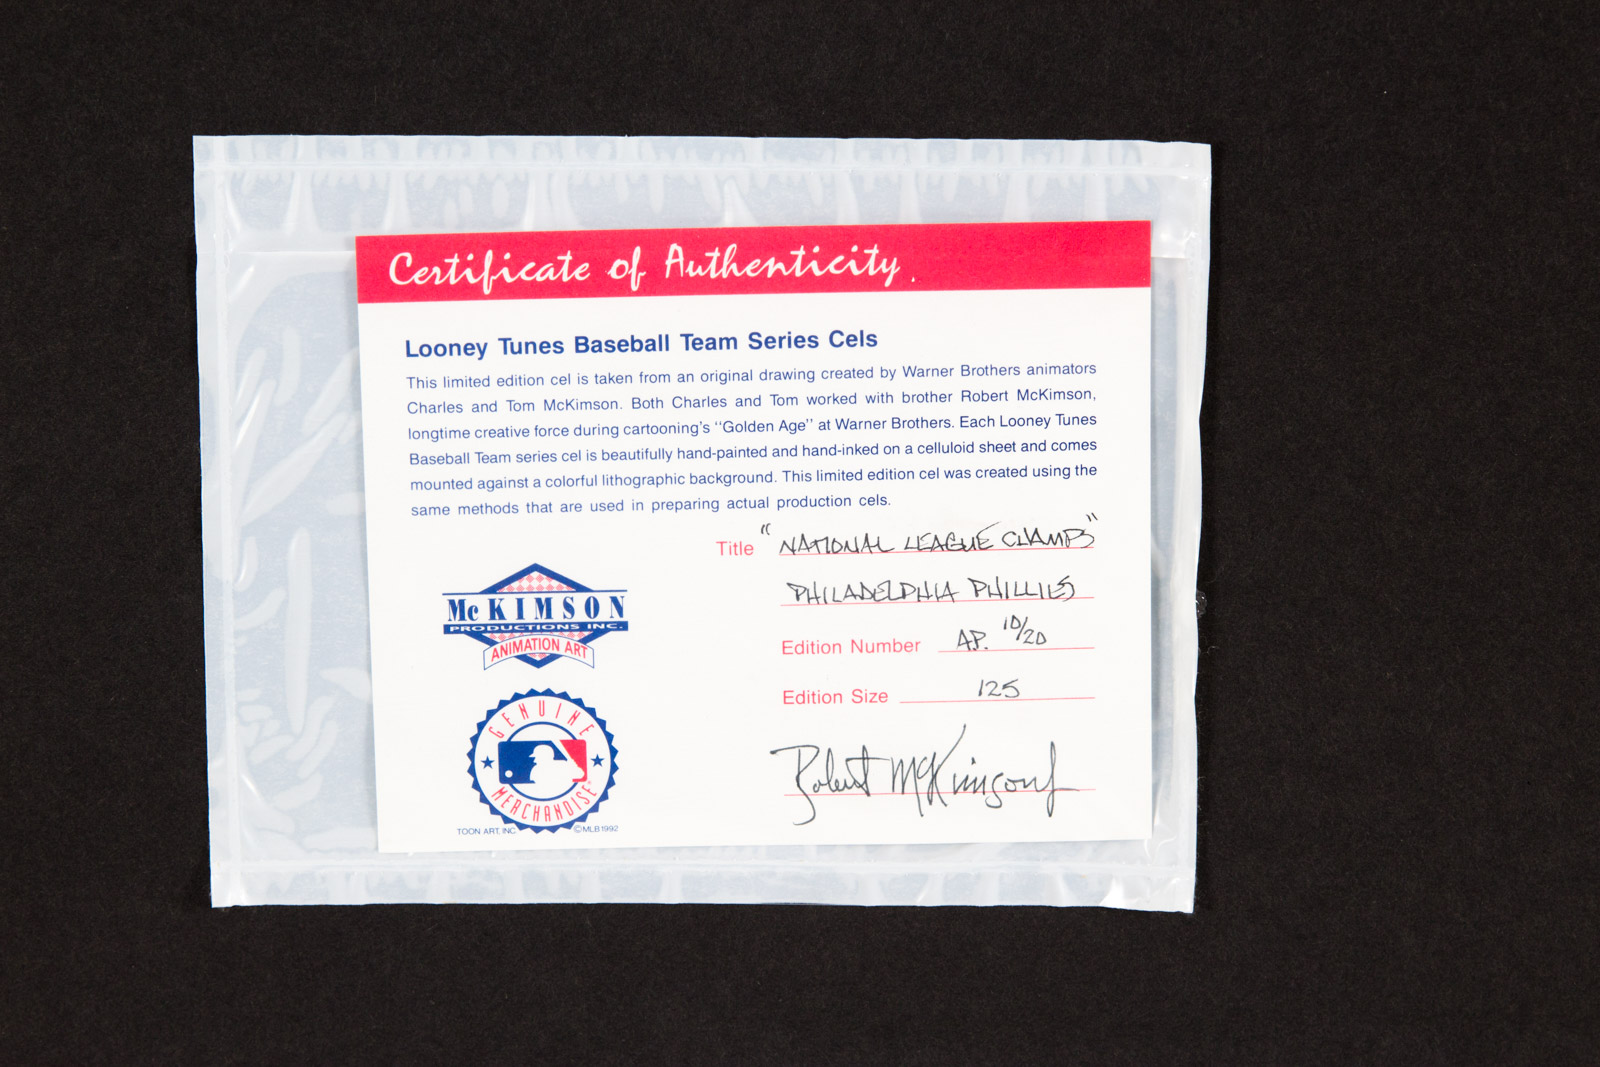 Certificate of Authenticity.
Looney Tunes Baseball Team Series Cels
This limited edition cel is taken from an original drawing created by Warner Brothers animators
Charles and Tom McKimson. Both Charles and Tom worked with brother Robert McKimson,
longtime creative force during cartooning's "Golden Age" at Warner Brothers. Each Looney Tunes
Baseball Team series cel is beautifully hand-painted and hand-inked on a celluloid sheet and comes
mounted against a colorful lithographic background. This limited edition cel was created using the
same methods that are used in preparing actual production cels.
Title "NATIONAL LEAGUE CHAMPS"
PHILADELPHIA PHILLIES
Edition Number A.P. 10/20
Edition Size 125
Robert McKimson Jr
McKIMSON
PRODUCTIONS INC.
ANIMATION ART
GENUINE
MERCHANDISE
TOON ART, INC. ©MLB 1992